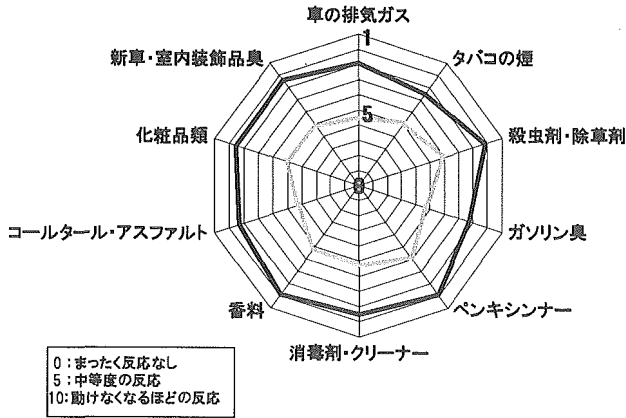 車の排気ガス
1
新車・室内装飾品臭
タバコの煙
5
化粧品類
殺虫剤・除草剤
コールタール・アスファルト
ガソリン臭
香料
ペンキシンナー
消毒剤・クリーナー
0：まったく反応なし
5：中等度の反応
10：動けなくなるほどの反応